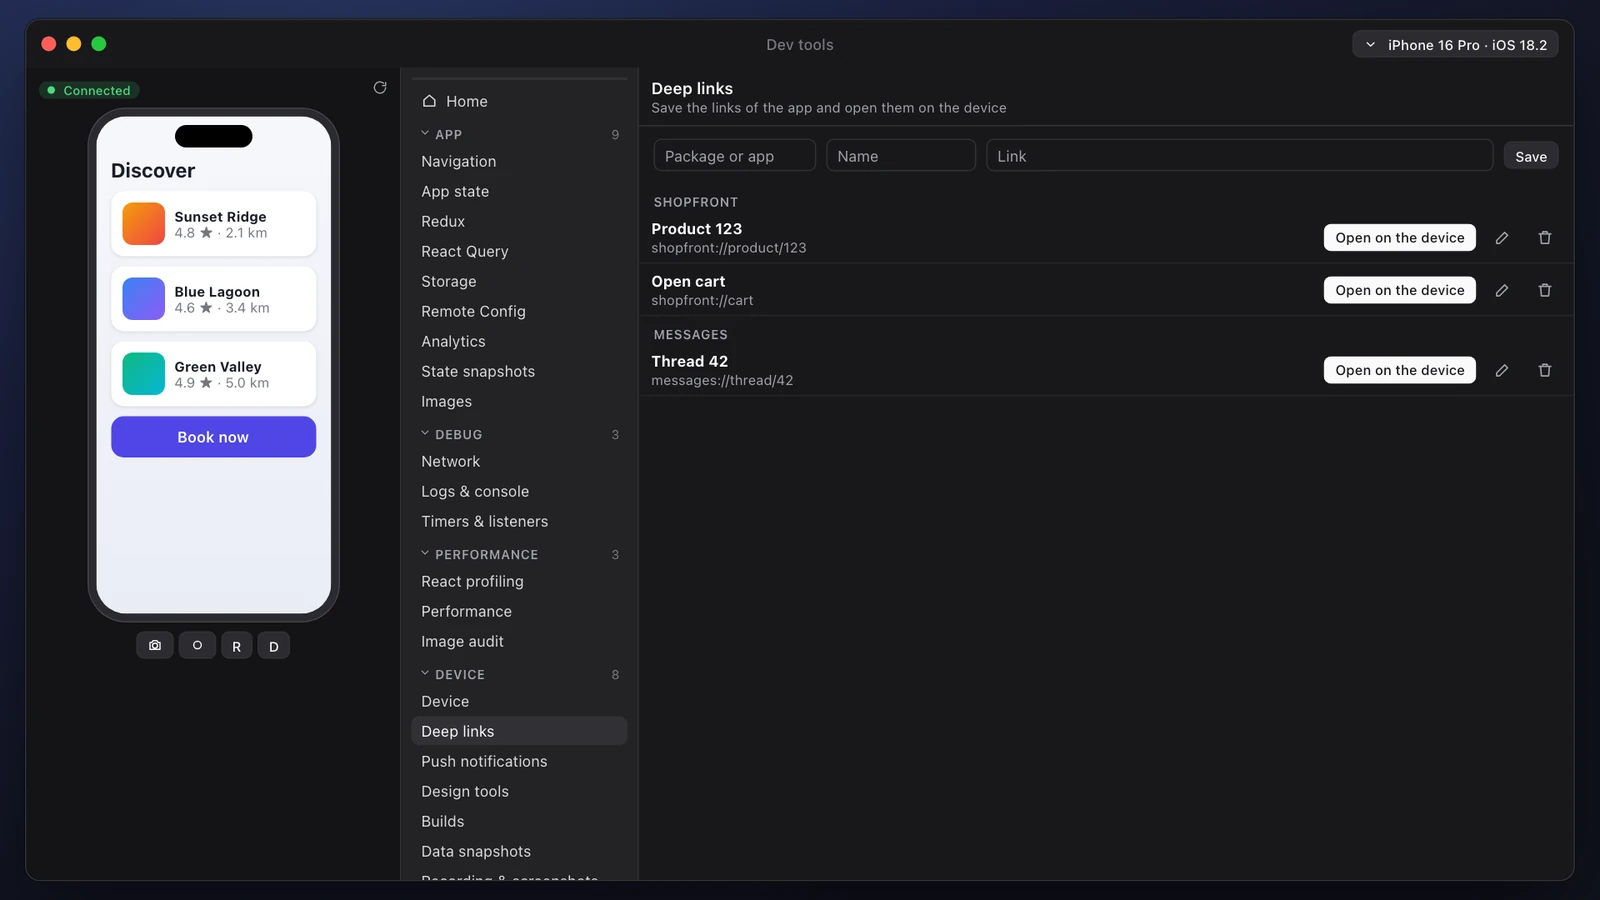 Dev tools
iPhone 16 Pro · iOS 18.2
Connected
Discover
Sunset Ridge
4.8 ★ · 2.1 km
Blue Lagoon
4.6 ★ · 3.4 km
Green Valley
4.9 ★ · 5.0 km
Book now
R
D
Home
APP 9
Navigation
App state
Redux
React Query
Storage
Remote Config
Analytics
State snapshots
Images
DEBUG 3
Network
Logs & console
Timers & listeners
PERFORMANCE 3
React profiling
Performance
Image audit
DEVICE 8
Device
Deep links
Push notifications
Design tools
Builds
Data snapshots
Recording & screenshots
Deep links
Save the links of the app and open them on the device
Package or app
Name
Link
Save
SHOPFRONT
Product 123
shopfront://product/123
Open on the device
Open cart
shopfront://cart
Open on the device
MESSAGES
Thread 42
messages://thread/42
Open on the device